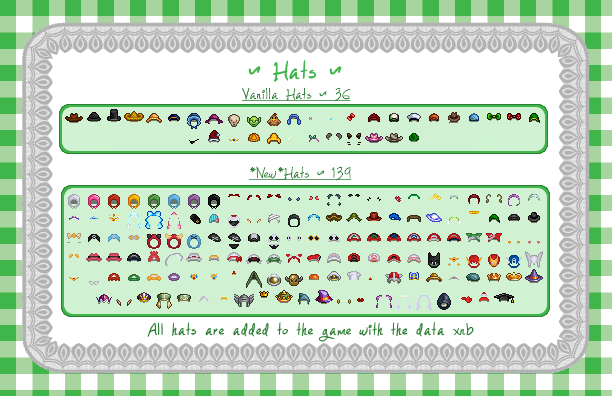 ~ Hats ~
Vanilla Hats ~ 36
*New*Hats ~ 139
All hats are added to the game with the data xnb